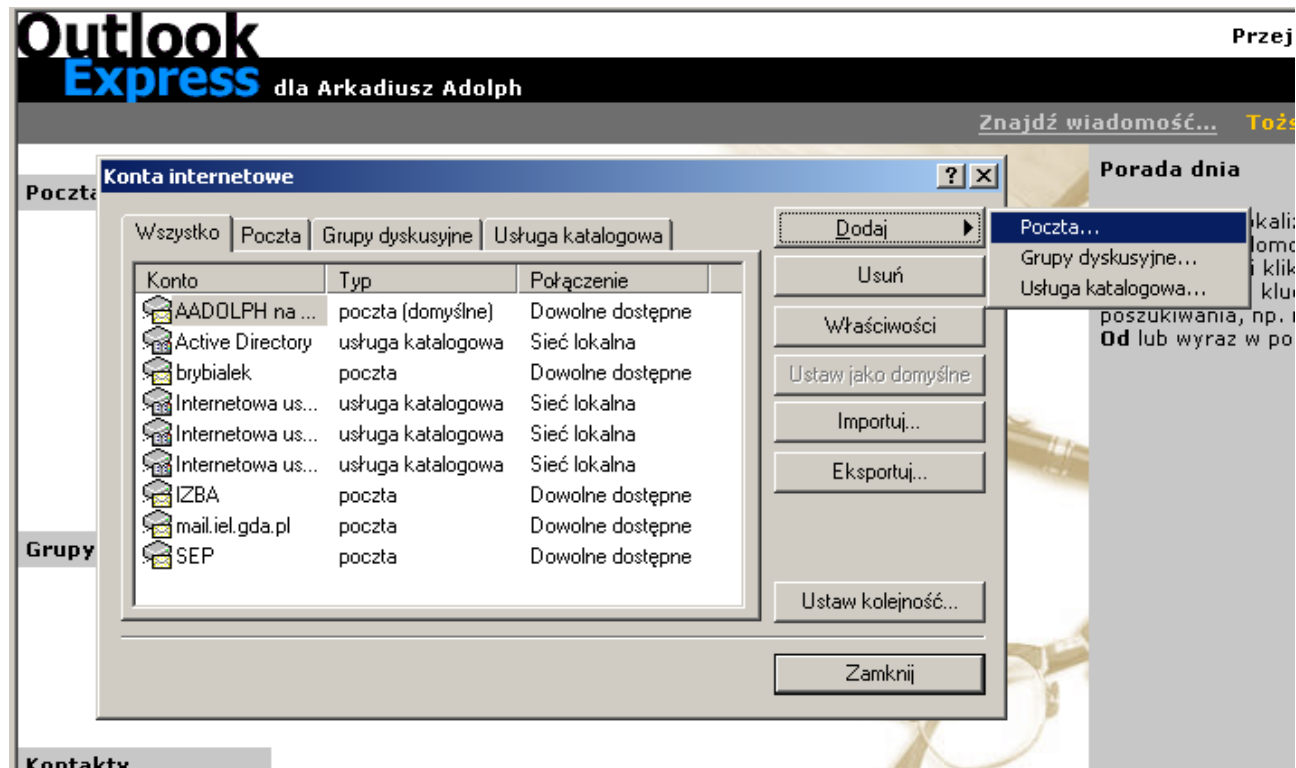 Outlook
Express dla Arkadiusz Adolph
Przej
Znajdź wiadomość... Tożs
Poczta
Konta internetowe
Wszystko Poczta Grupy dyskusyjne Usługa katalogowa
Konto Typ Połączenie
AADOLPH na ... poczta (domyślne) Dowolne dostępne
Active Directory usługa katalogowa Sieć lokalna
brybialek poczta Dowolne dostępne
Internetowa us... usługa katalogowa Sieć lokalna
Internetowa us... usługa katalogowa Sieć lokalna
Internetowa us... usługa katalogowa Sieć lokalna
IZBA poczta Dowolne dostępne
mail.iel.gda.pl poczta Dowolne dostępne
SEP poczta Dowolne dostępne
Dodaj
Usuń
Właściwości
Ustaw jako domyślne
Importuj...
Eksportuj...
Ustaw kolejność...
Zamknij
Poczta...
Grupy dyskusyjne...
Usługa katalogowa...
Porada dnia
poszukiwania, np.
Od lub wyraz w po
Grupy
Kontakty